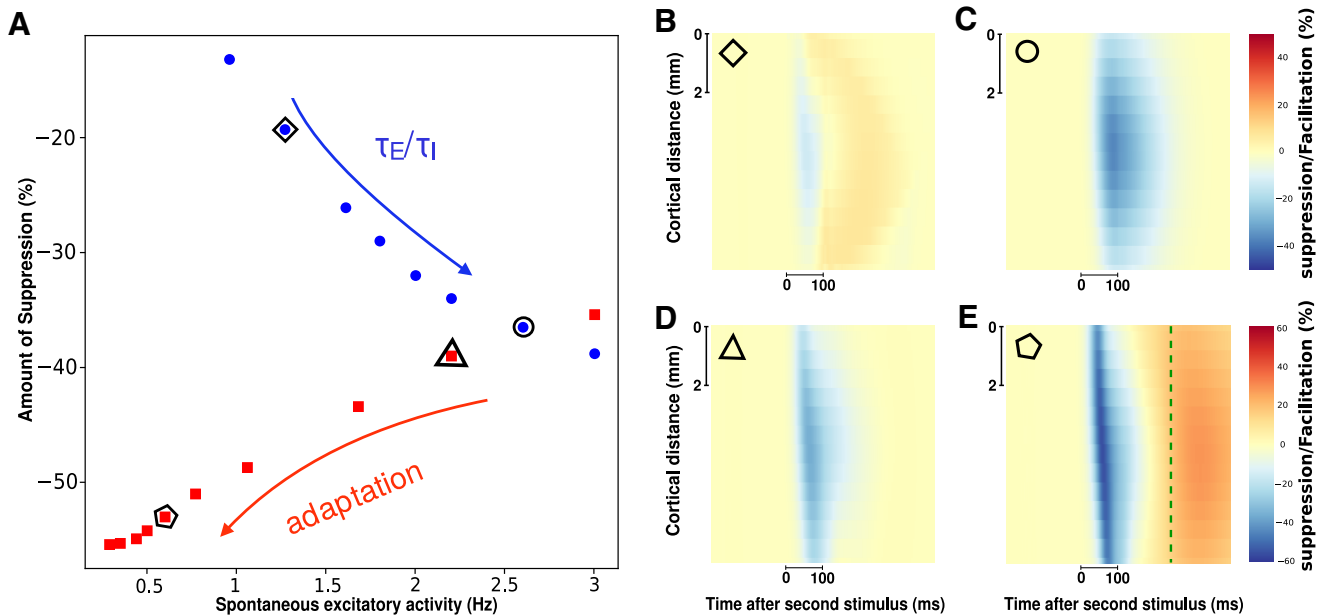 A
Amount of Suppression (%)
−20
−30
−40
−50
0.5
1
1.5
2
2.5
3
Spontaneous excitatory activity (Hz)
τE/τI
adaptation
B
Cortical distance (mm)
0
2
0
100
C
0
2
0
100
40
20
0
−20
−40
suppression/Facilitation (%)
D
Cortical distance (mm)
0
2
0
100
Time after second stimulus (ms)
E
0
2
0
100
Time after second stimulus (ms)
60
40
20
0
−20
−40
−60
suppression/Facilitation (%)